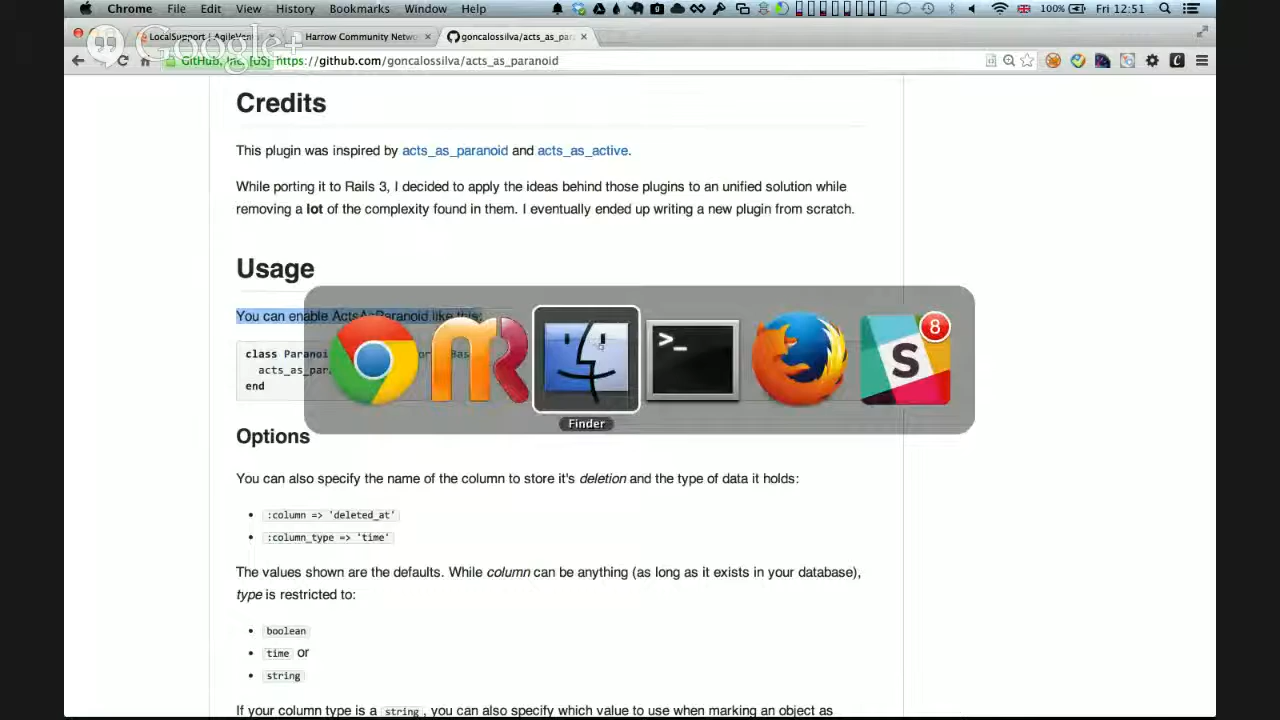 Chrome File Edit View History Bookmarks Window Help 100% Fri 12:51
Google+
LocalSupport | AgileVen
Harrow Community Netwo
goncalossilva/acts_as_par
GitHub, Inc. [US] https://github.com/goncalossilva/acts_as_paranoid
Credits
This plugin was inspired by acts_as_paranoid and acts_as_active.
While porting it to Rails 3, I decided to apply the ideas behind those plugins to an unified solution while
removing a lot of the complexity found in them. I eventually ended up writing a new plugin from scratch.
Usage
You can enable ActsAsParanoid like this:
class Paranoi
acts_as_par
end
8
S
Finder
Options
You can also specify the name of the column to store it's deletion and the type of data it holds:
:column => 'deleted_at'
:column_type => 'time'
The values shown are the defaults. While column can be anything (as long as it exists in your database),
type is restricted to:
boolean
time or
string
If your column type is a string, you can also specify which value to use when marking an object as